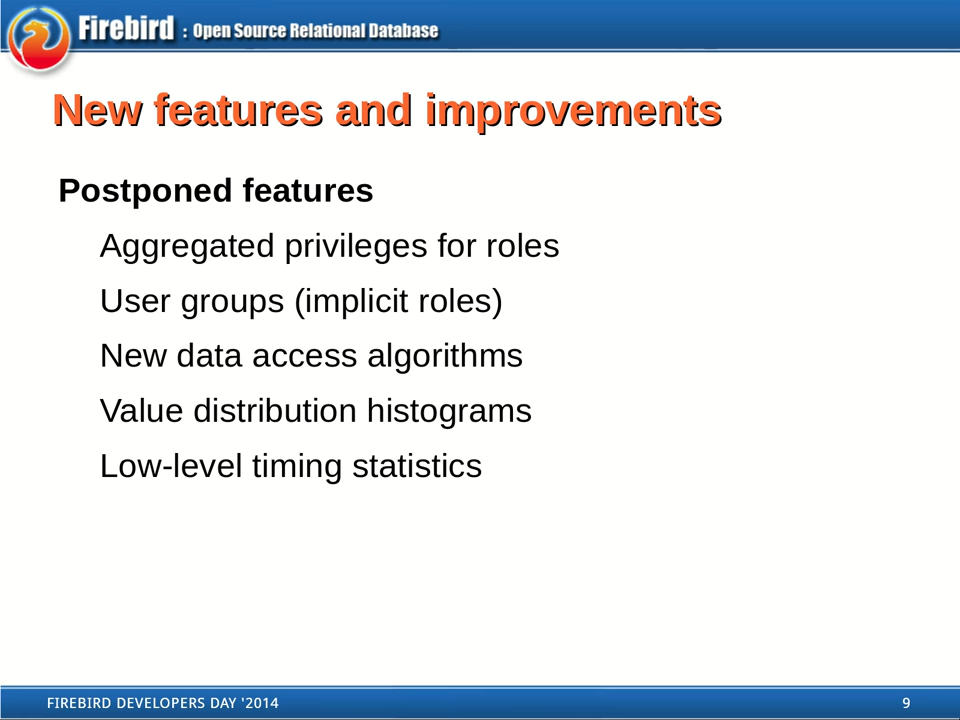 Firebird : Open Source Relational Database
New features and improvements
Postponed features
Aggregated privileges for roles
User groups (implicit roles)
New data access algorithms
Value distribution histograms
Low-level timing statistics
FIREBIRD DEVELOPERS DAY '2014 9